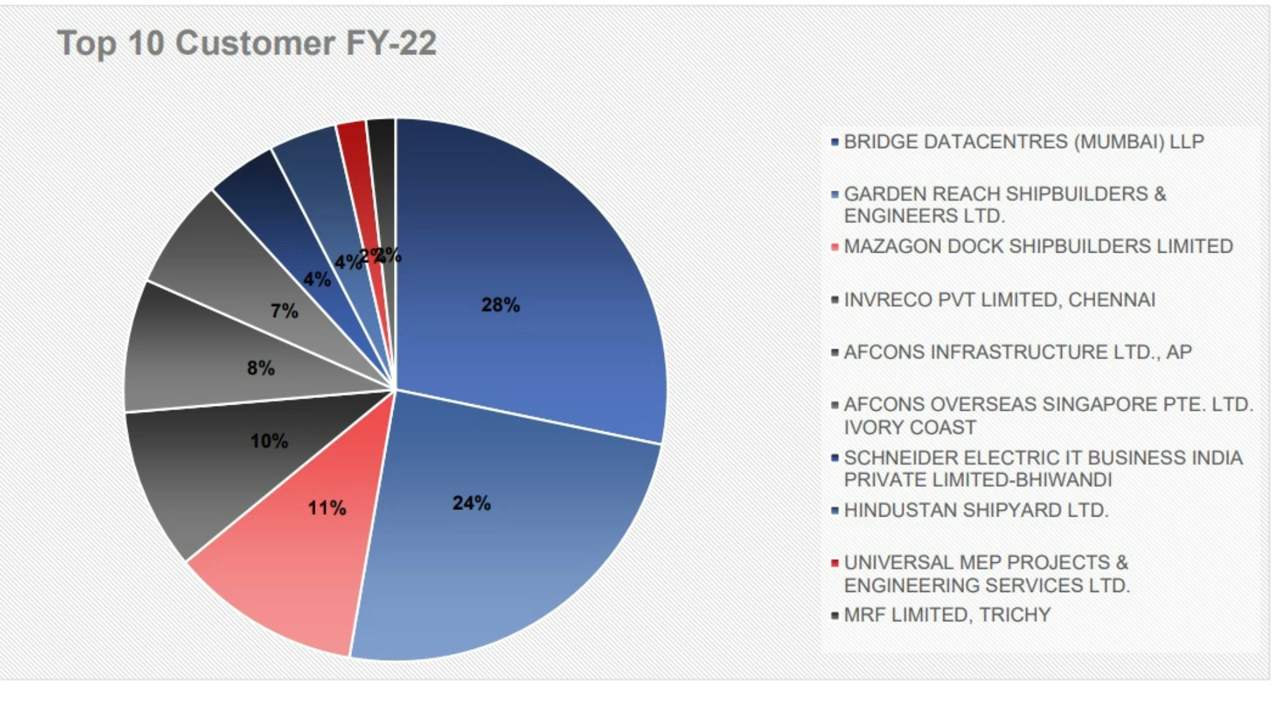 Top 10 Customer FY-22
28%
24%
11%
10%
8%
7%
4%
4%
2%
2%
BRIDGE DATACENTRES (MUMBAI) LLP
GARDEN REACH SHIPBUILDERS &
ENGINEERS LTD.
MAZAGON DOCK SHIPBUILDERS LIMITED
INVRECO PVT LIMITED, CHENNAI
AFCONS INFRASTRUCTURE LTD., AP
AFCONS OVERSEAS SINGAPORE PTE. LTD.
IVORY COAST
SCHNEIDER ELECTRIC IT BUSINESS INDIA
PRIVATE LIMITED-BHIWANDI
HINDUSTAN SHIPYARD LTD.
UNIVERSAL MEP PROJECTS &
ENGINEERING SERVICES LTD.
MRF LIMITED, TRICHY